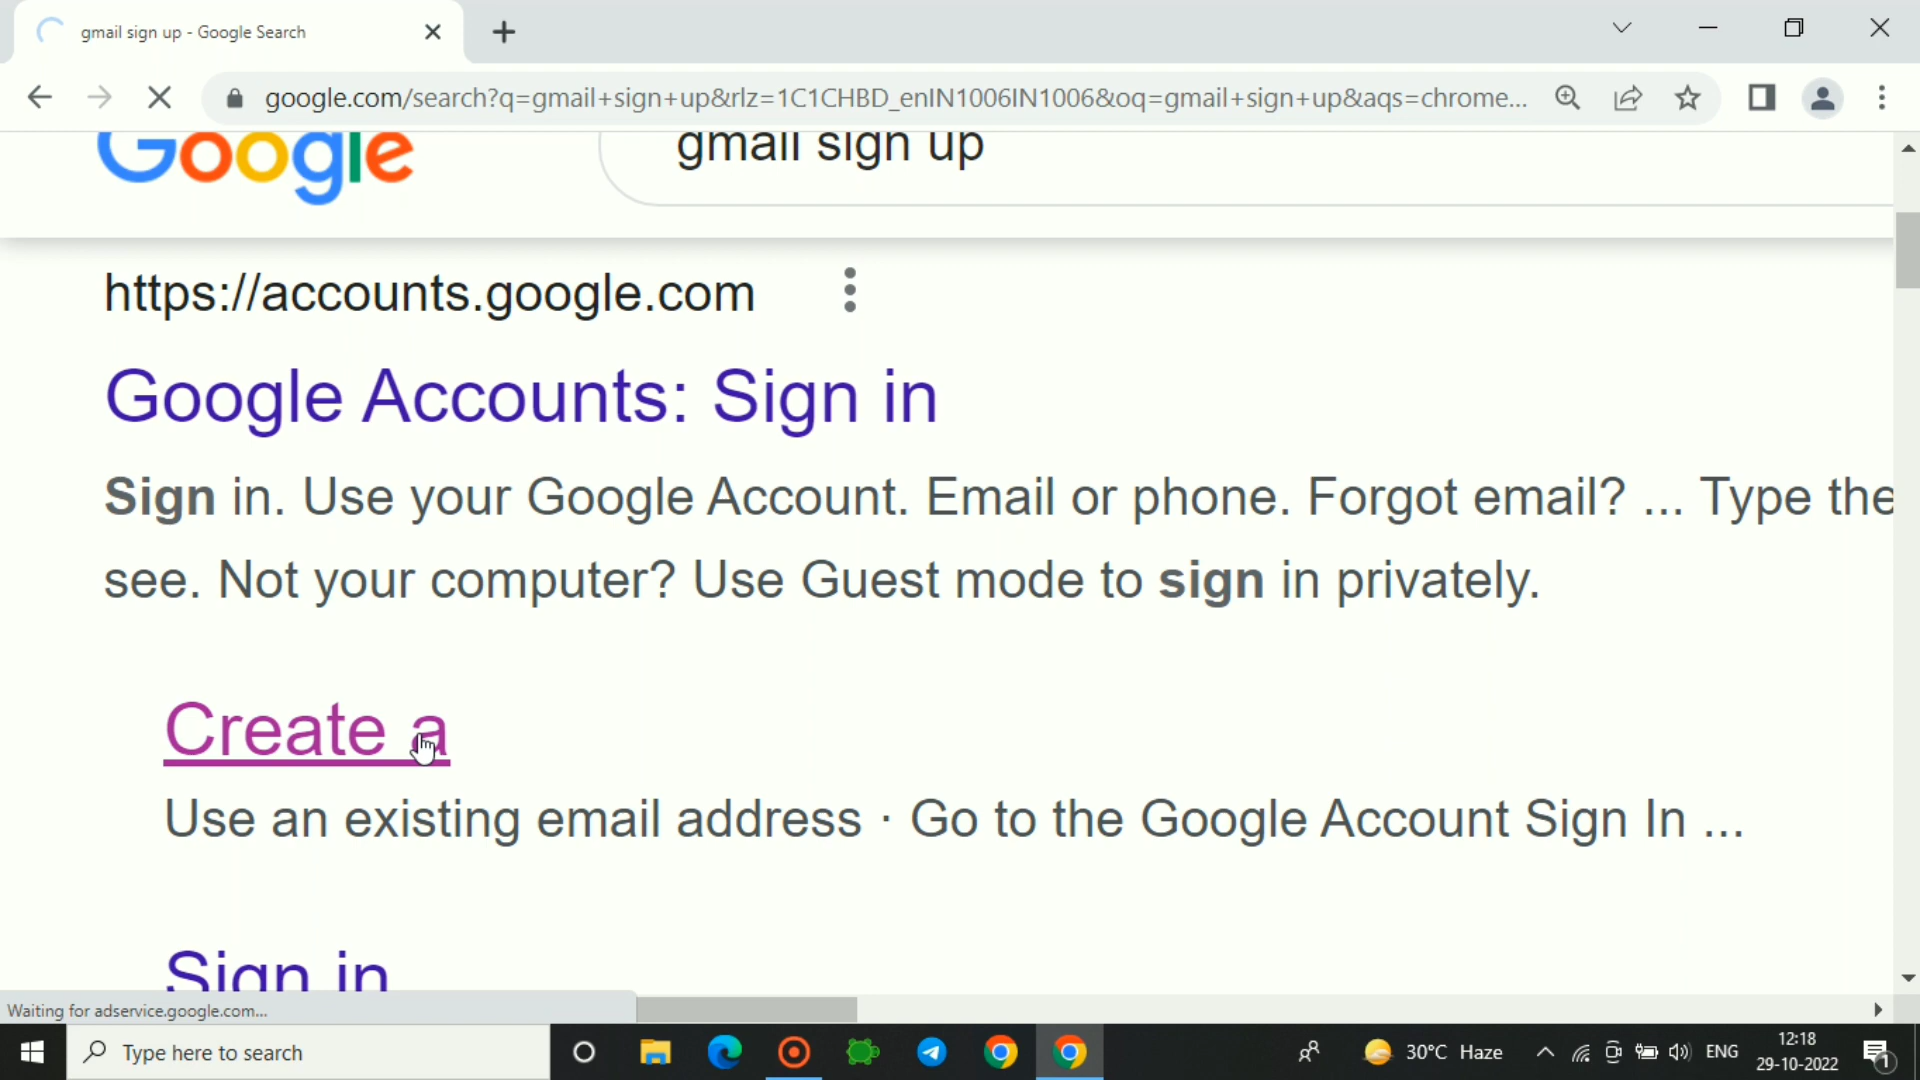 gmail sign up - Google Search
google.com/search?q=gmail+sign+up&rlz=1C1CHBD_enIN1006IN1006&oq=gmail+sign+up&aqs=chrome...
Google
gmail sign up
https://accounts.google.com
Google Accounts: Sign in
Sign in. Use your Google Account. Email or phone. Forgot email? ... Type the
see. Not your computer? Use Guest mode to sign in privately.
Create a
Use an existing email address · Go to the Google Account Sign In ...
Sign in
Waiting for adservice.google.com...
Type here to search
30°C Haze
ENG
12:18
29-10-2022
1